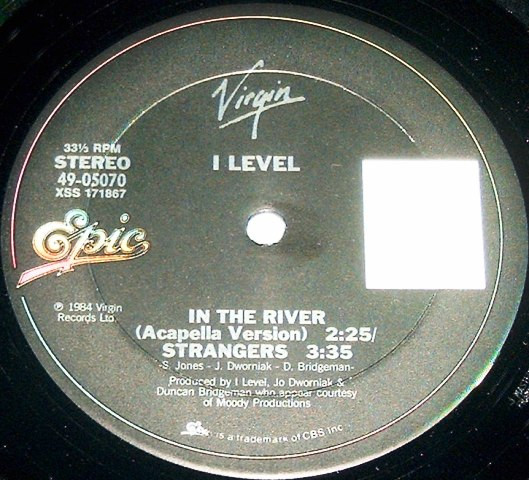 Virgin
33⅓ RPM
STEREO
49-05070
XSS 171867
I LEVEL
Epic
℗ 1984 Virgin
Records Ltd.
IN THE RIVER
(Acapella Version) 2:25/
STRANGERS 3:35
-S. Jones - J. Dworniak - D. Bridgeman-
Produced by I Level, Jo Dworniak &
Duncan Bridgeman who appear courtesy
of Moody Productions
Epic is a trademark of CBS Inc.